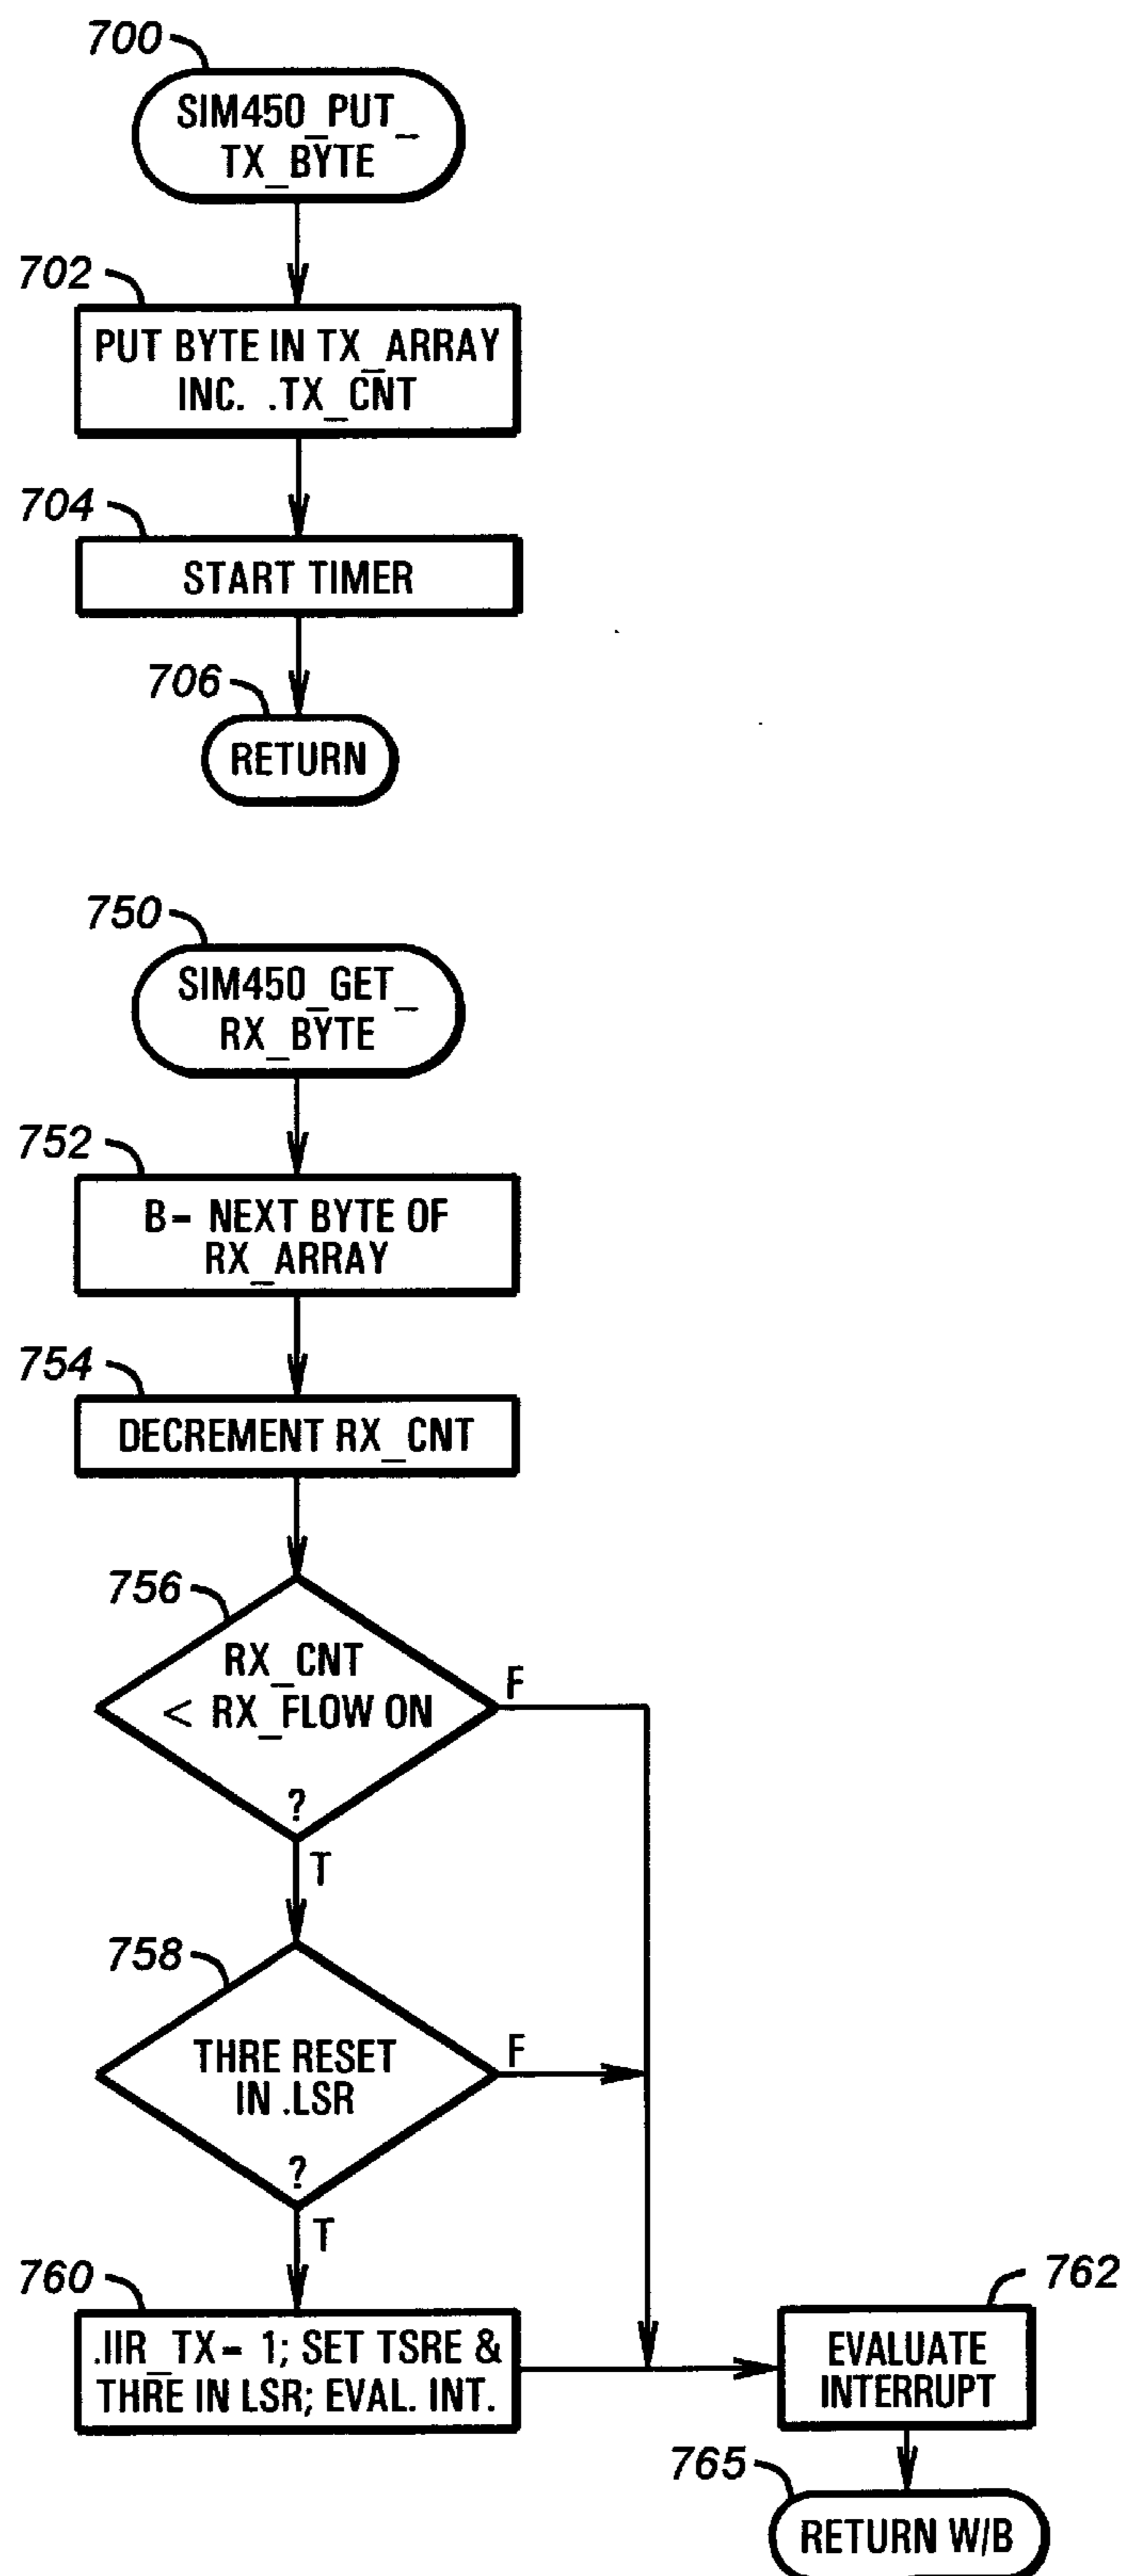 700
SIM450_PUT_
TX_BYTE
702
PUT BYTE IN TX_ARRAY
INC. .TX_CNT
704
START TIMER
706
RETURN
750
SIM450_GET_
RX_BYTE
752
B- NEXT BYTE OF
RX_ARRAY
754
DECREMENT RX_CNT
756
RX_CNT
< RX_FLOW ON
?
F
T
758
THRE RESET
IN .LSR
?
F
T
760
.IIR_TX- 1; SET TSRE &
THRE IN LSR; EVAL. INT.
762
EVALUATE
INTERRUPT
765
RETURN W/B